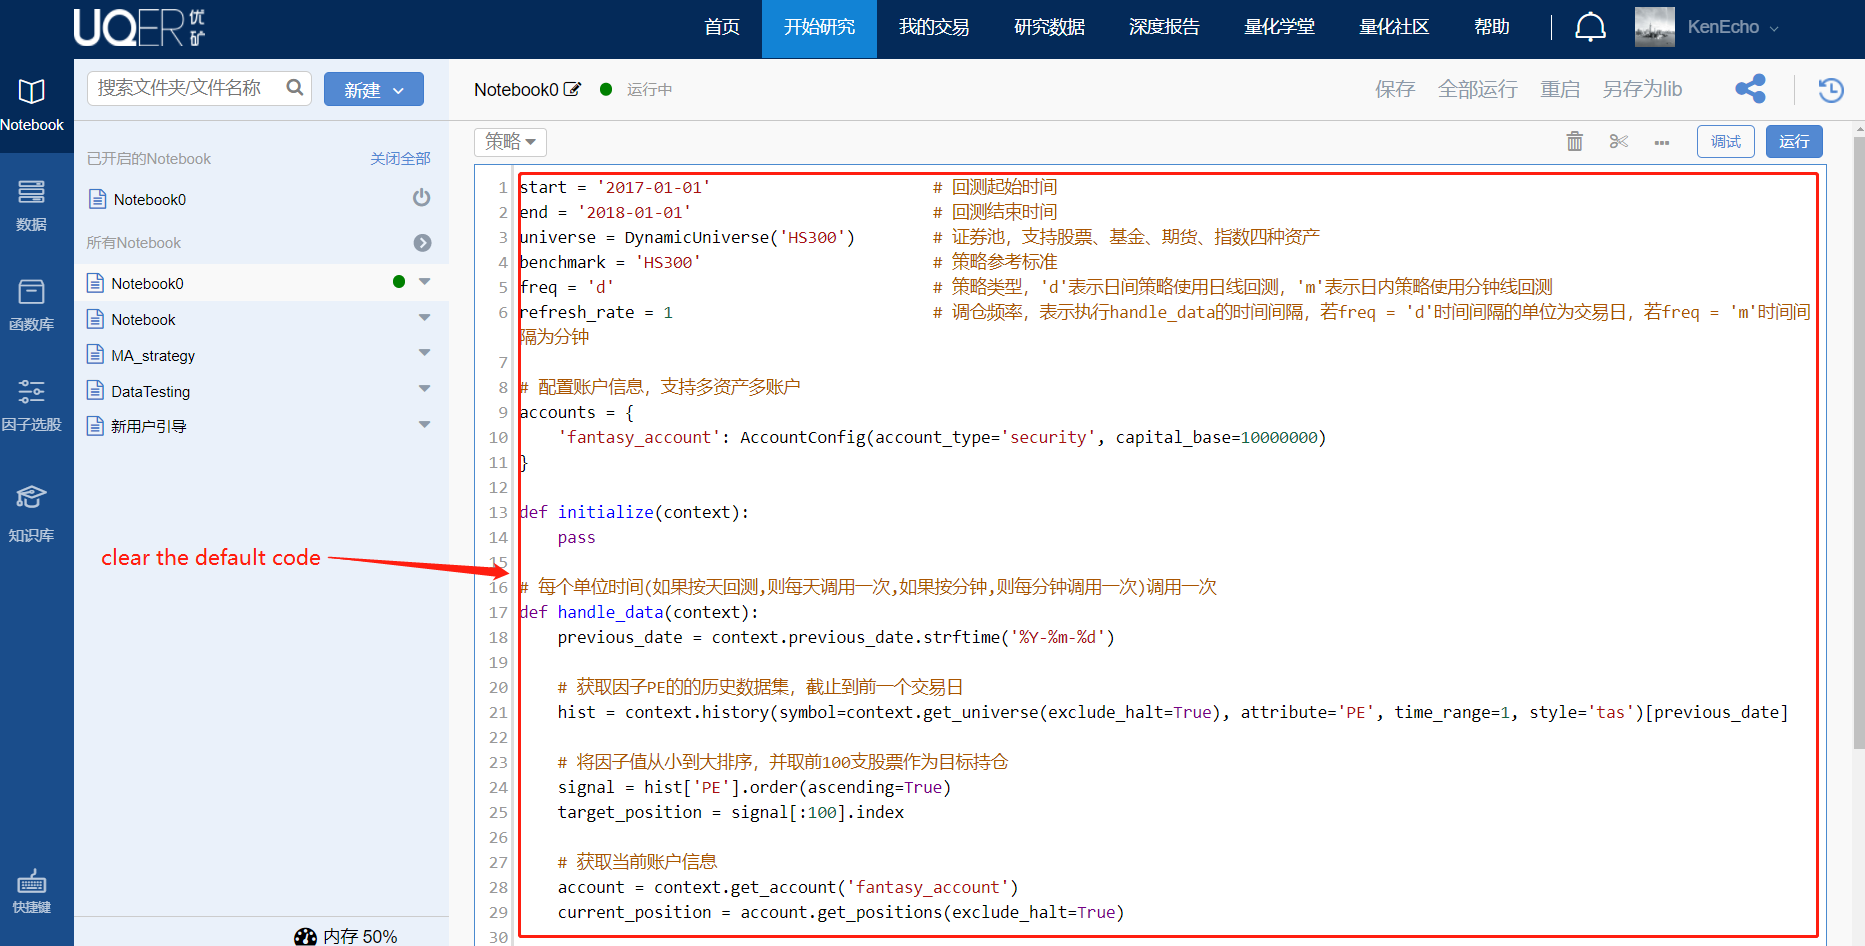 UQER 优矿
首页 开始研究 我的交易 研究数据 深度报告 量化学堂 量化社区 帮助 KenEcho
Notebook
数据
函数库
因子选股
知识库
快捷键
搜索文件夹/文件名称 新建
已开启的Notebook 关闭全部
Notebook0
所有Notebook
Notebook0
Notebook
MA_strategy
DataTesting
新用户引导
clear the default code
内存 50%
Notebook0 运行中 保存 全部运行 重启 另存为lib
策略 ... 调试 运行
1 start = '2017-01-01' # 回测起始时间
2 end = '2018-01-01' # 回测结束时间
3 universe = DynamicUniverse('HS300') # 证券池，支持股票、基金、期货、指数四种资产
4 benchmark = 'HS300' # 策略参考标准
5 freq = 'd' # 策略类型，'d'表示日间策略使用日线回测，'m'表示日内策略使用分钟线回测
6 refresh_rate = 1 # 调仓频率，表示执行handle_data的时间间隔，若freq = 'd'时间间隔的单位为交易日，若freq = 'm'时间间
隔为分钟
7
8 # 配置账户信息，支持多资产多账户
9 accounts = {
10 'fantasy_account': AccountConfig(account_type='security', capital_base=10000000)
11 }
12
13 def initialize(context):
14 pass
15
16 # 每个单位时间(如果按天回测,则每天调用一次,如果按分钟,则每分钟调用一次)调用一次
17 def handle_data(context):
18 previous_date = context.previous_date.strftime('%Y-%m-%d')
19
20 # 获取因子PE的的历史数据集，截止到前一个交易日
21 hist = context.history(symbol=context.get_universe(exclude_halt=True), attribute='PE', time_range=1, style='tas')[previous_date]
22
23 # 将因子值从小到大排序，并取前100支股票作为目标持仓
24 signal = hist['PE'].order(ascending=True)
25 target_position = signal[:100].index
26
27 # 获取当前账户信息
28 account = context.get_account('fantasy_account')
29 current_position = account.get_positions(exclude_halt=True)
30